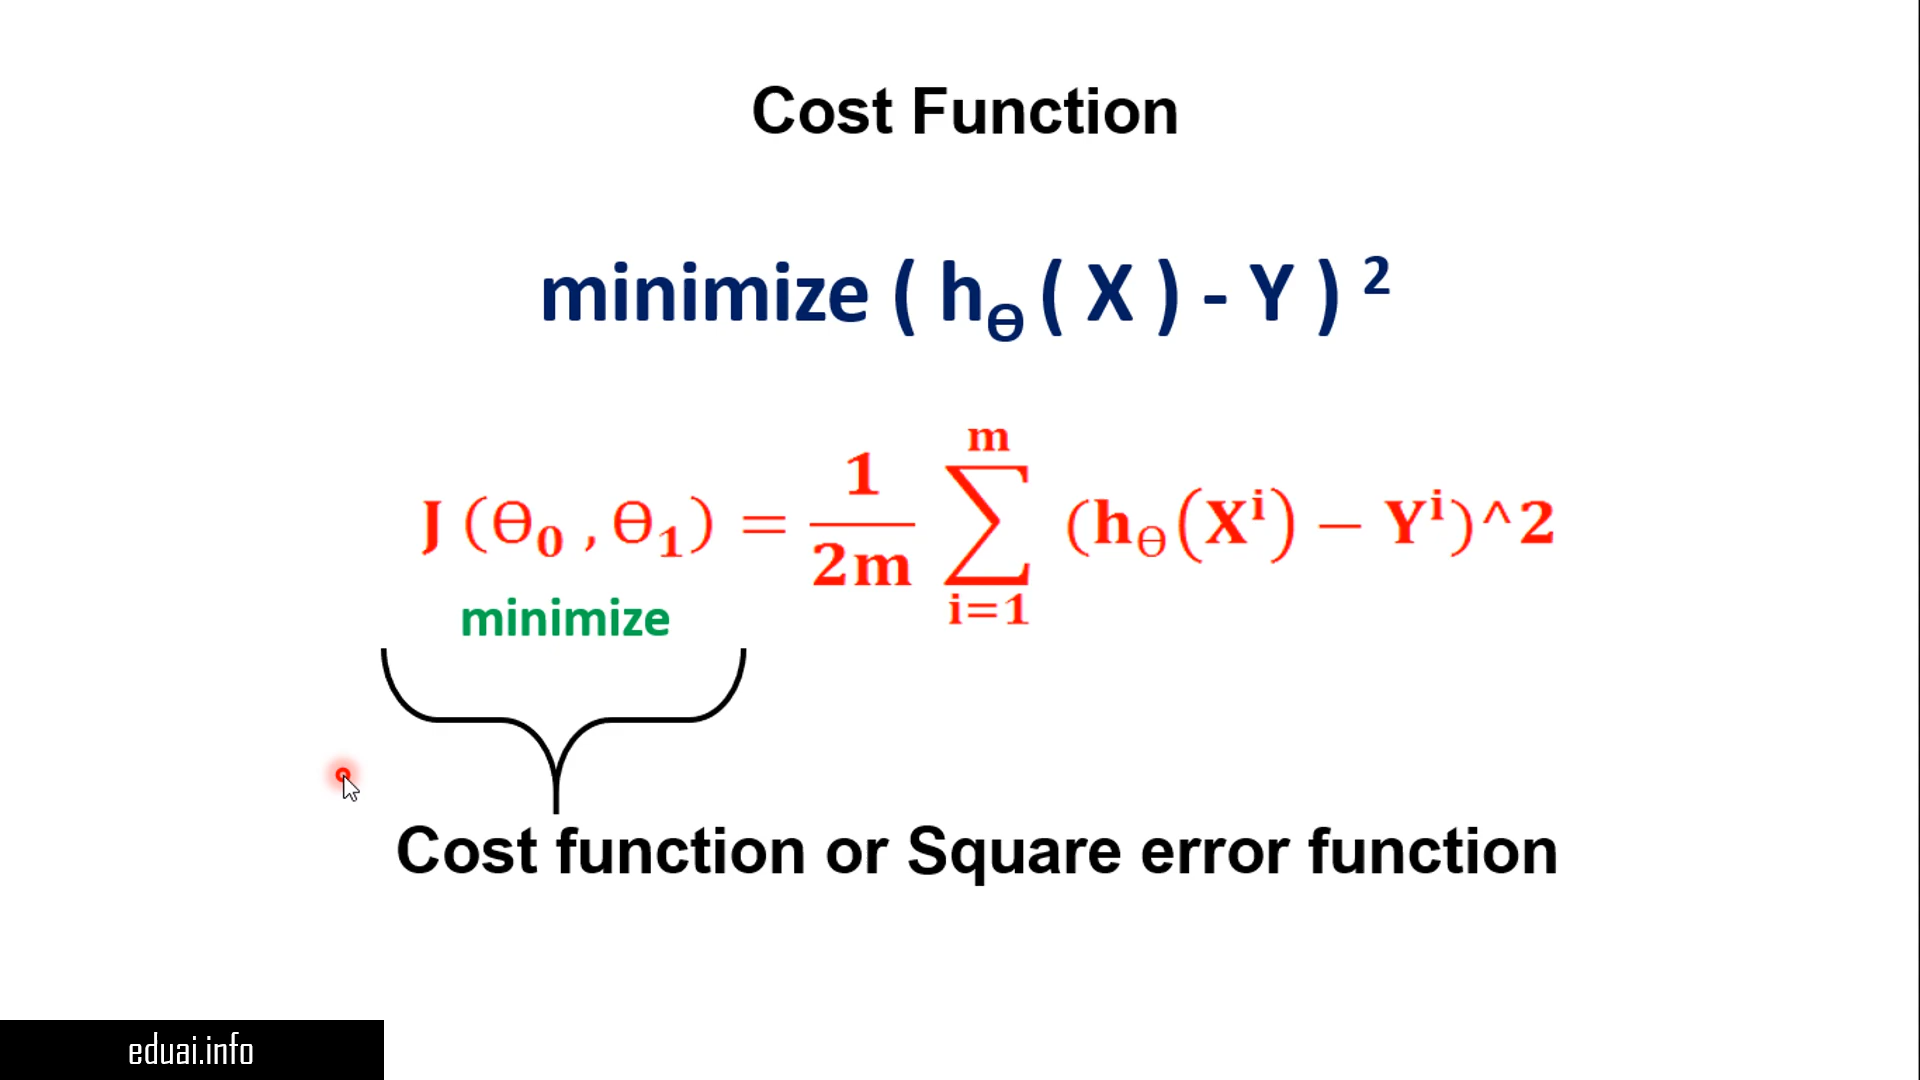 Cost Function
minimize ( hϴ ( X ) - Y ) ²
J (ϴ₀ , ϴ₁) = 1/2m ∑ᵢ₌₁ᵐ (hϴ(Xⁱ) − Yⁱ)^2
minimize
Cost function or Square error function
eduai.info